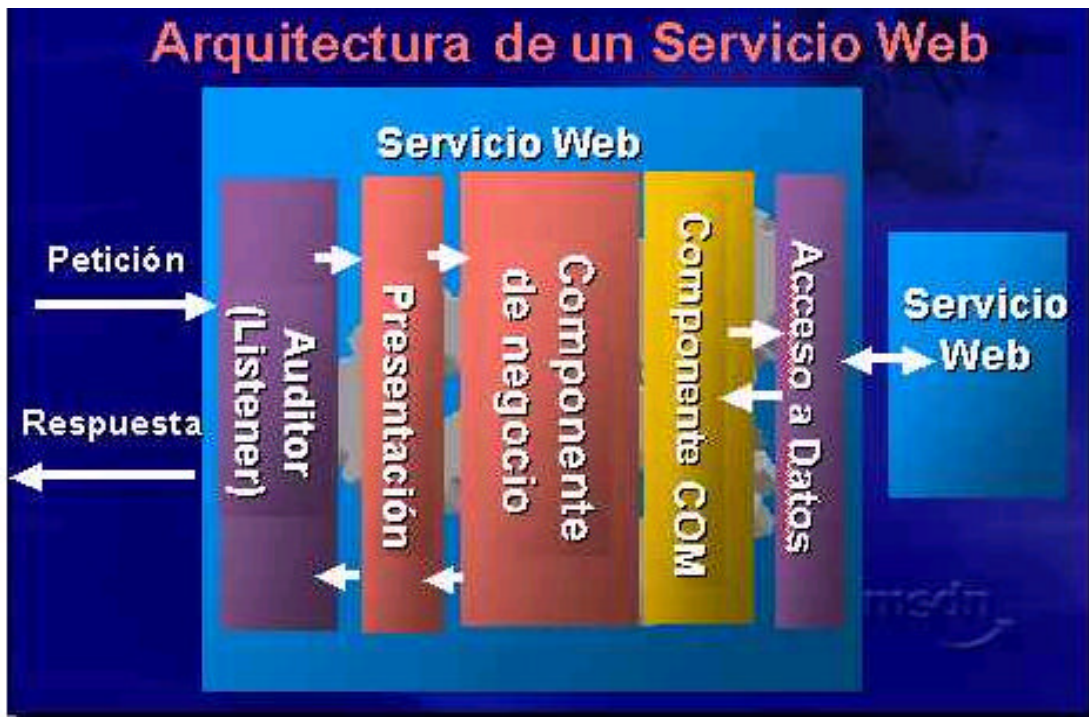 Arquitectura de un Servicio Web
Servicio Web
Petición
Respuesta
Auditor
(Listener)
Presentación
Componente
de negocio
Componente COM
Acceso a Datos
Servicio
Web
msdn